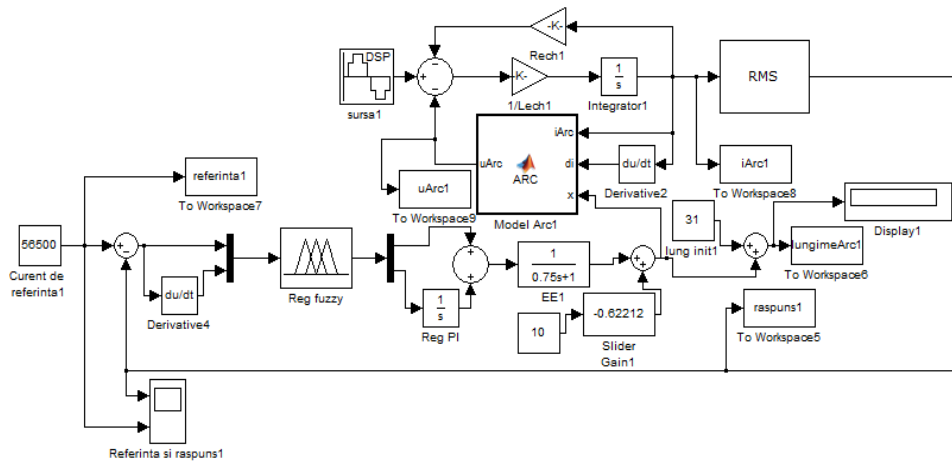 -K-
Rech1
DSP
sursa1
-K-
1/Lech1
1
s
Integrator1
RMS
iArc
uArc
di
ARC
x
Model Arc1
du/dt
Derivative2
iArc1
To Workspace8
referinta1
To Workspace7
uArc1
To Workspace9
31
lung init1
Display1
lungimeArc1
To Workspace6
56500
Curent de
referinta1
du/dt
Derivative4
Reg fuzzy
1
s
Reg PI
1
0.75s+1
EE1
10
-0.62212
Slider
Gain1
raspuns1
To Workspace5
Referinta si raspuns1